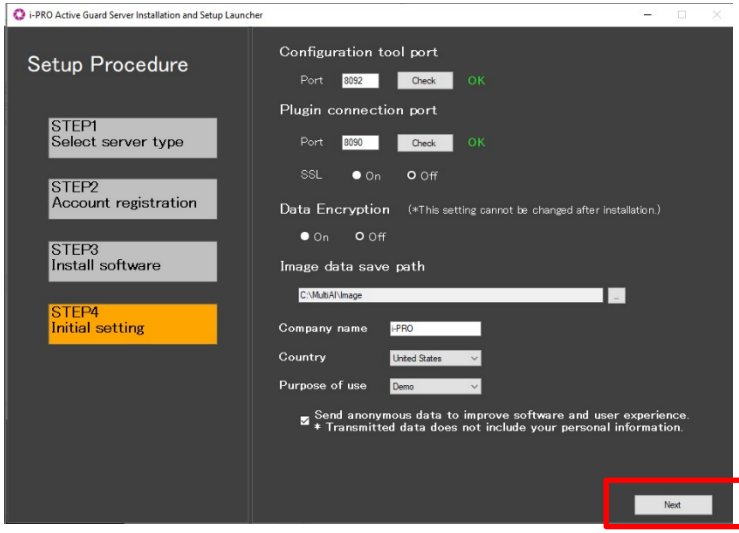 i-PRO Active Guard Server Installation and Setup Launcher
Setup Procedure
STEP1
Select server type
STEP2
Account registration
STEP3
Install software
STEP4
Initial setting
Configuration tool port
Port 8092 Check OK
Plugin connection port
Port 8090 Check OK
SSL On Off
Data Encryption (*This setting cannot be changed after installation.)
On Off
Image data save path
C:\MultiAI\Image ...
Company name i-PRO
Country United States
Purpose of use Demo
Send anonymous data to improve software and user experience.
* Transmitted data does not include your personal information.
Next